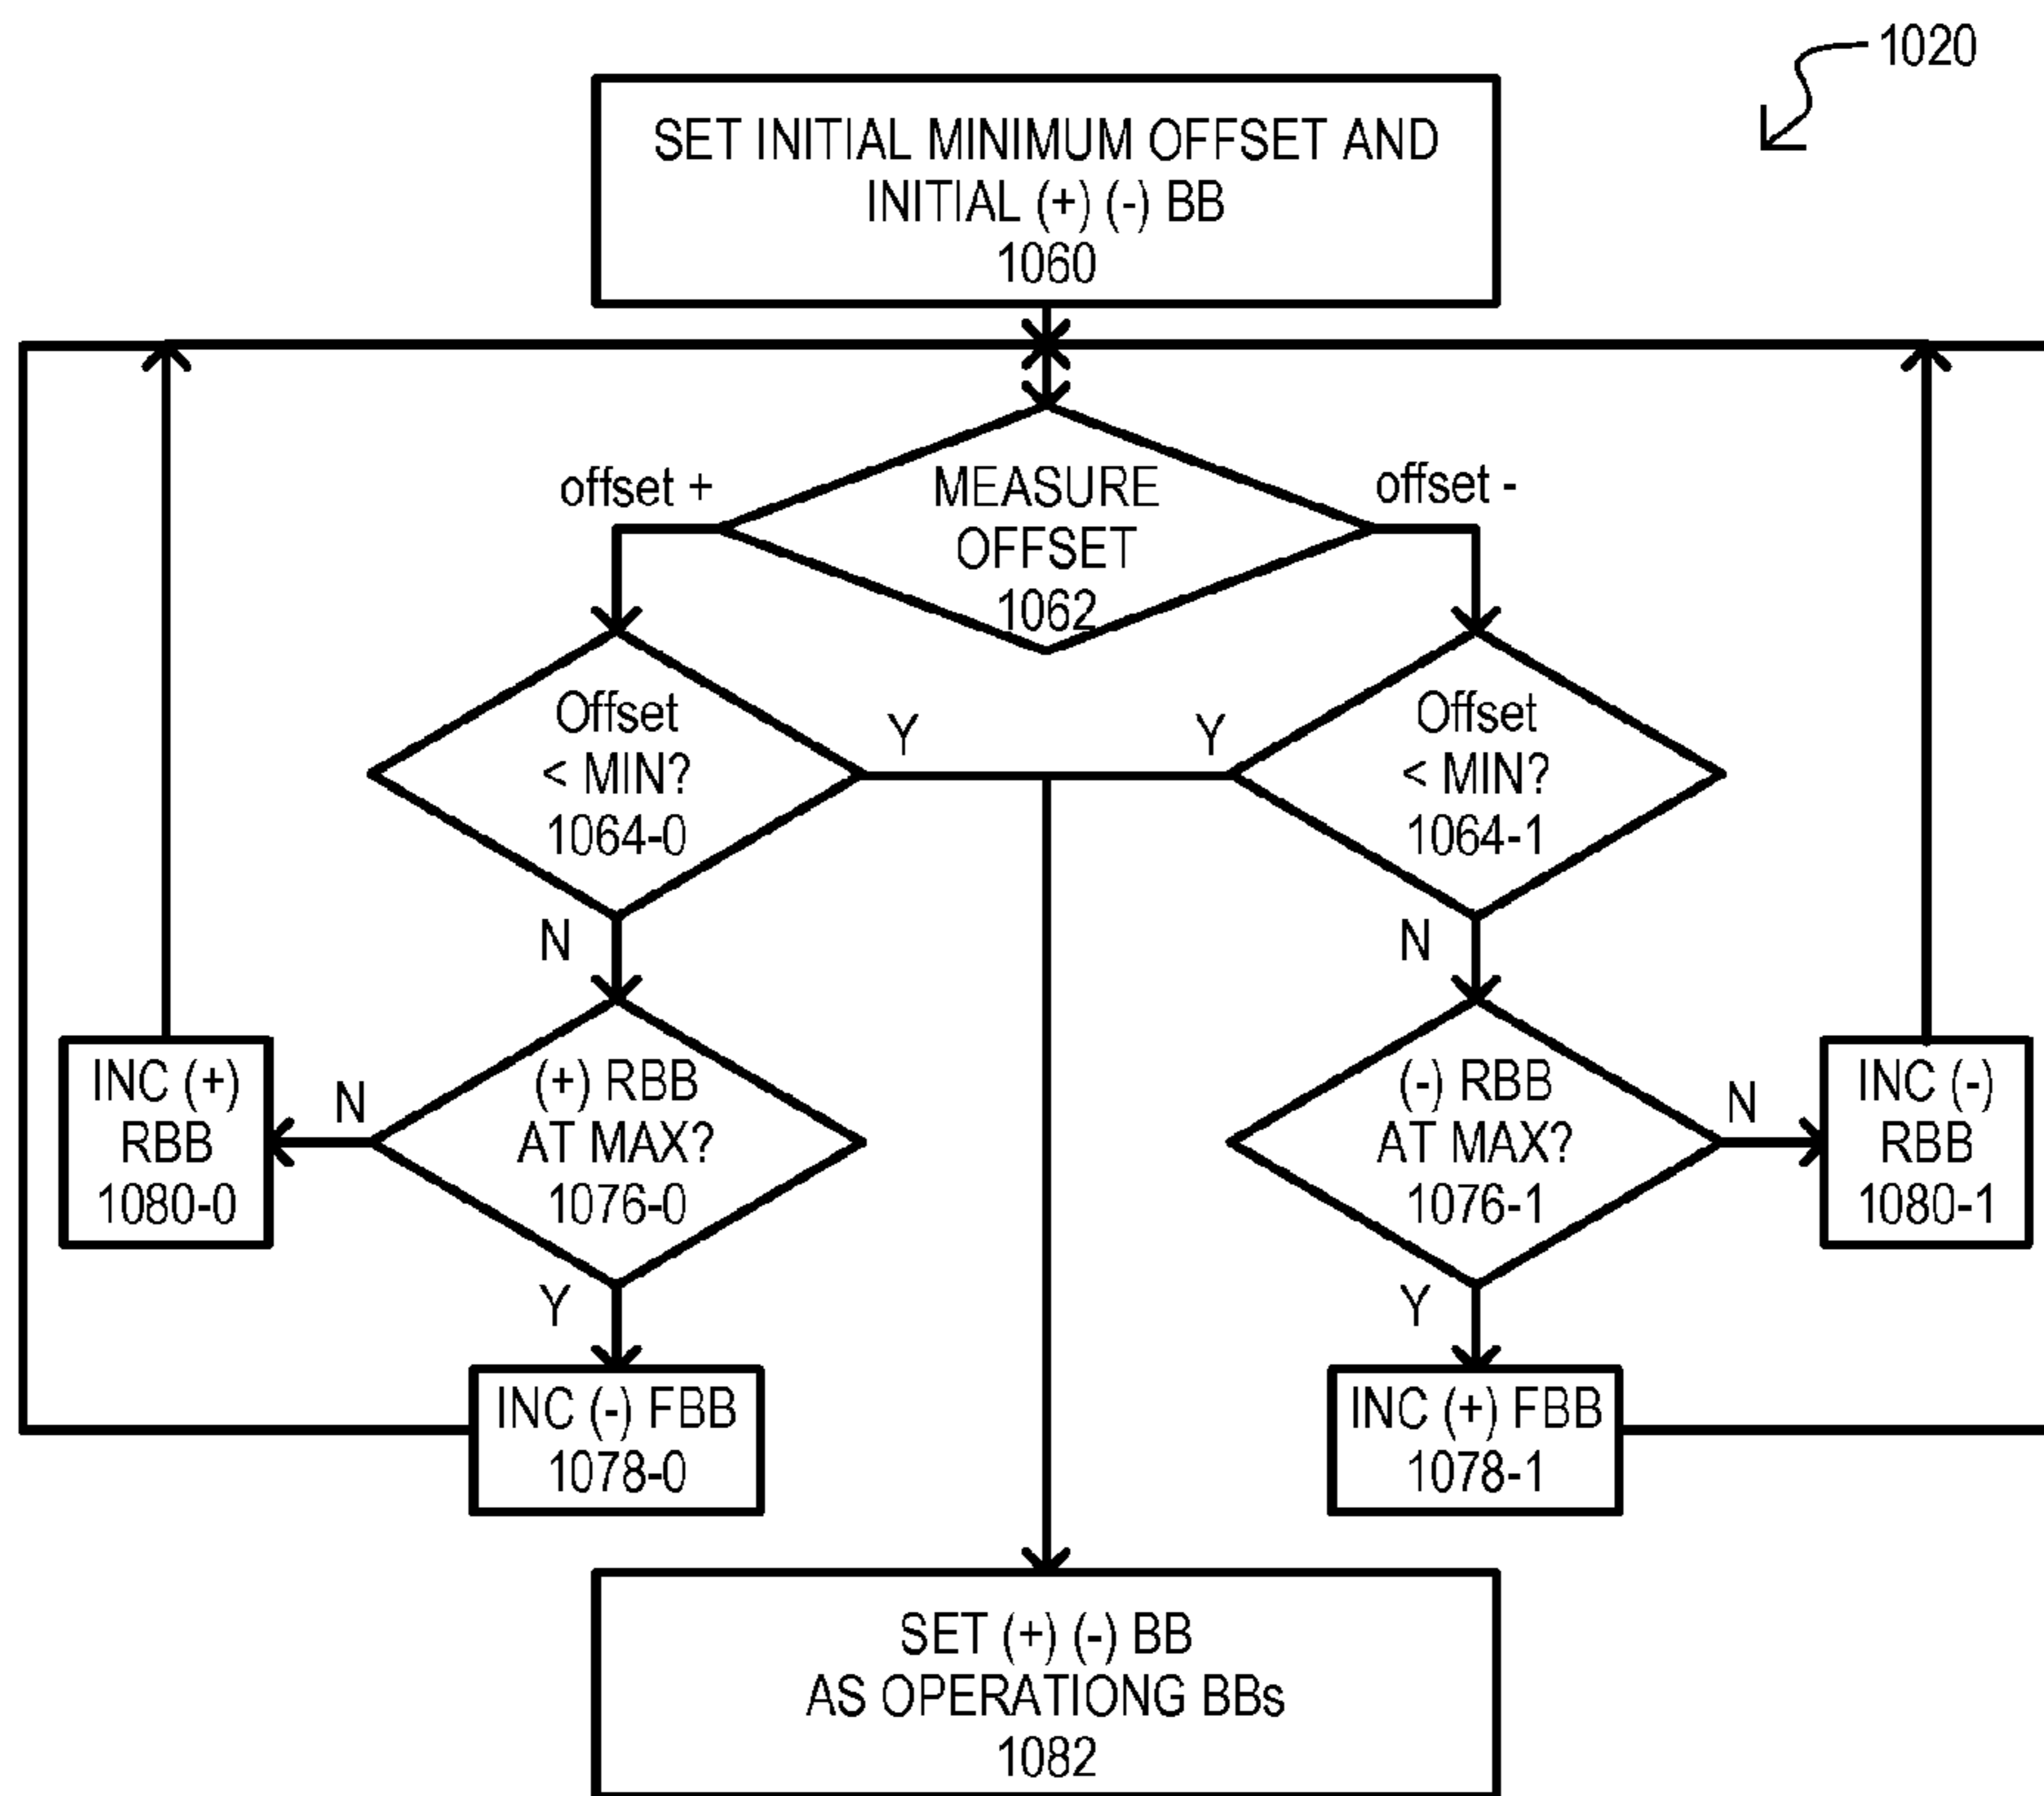 1020
SET INITIAL MINIMUM OFFSET AND
INITIAL (+) (-) BB
1060
offset +
MEASURE
OFFSET
1062
offset -
Offset
< MIN?
1064-0
Y
Y
Offset
< MIN?
1064-1
N
N
INC (+)
RBB
1080-0
N
(+) RBB
AT MAX?
1076-0
(-) RBB
AT MAX?
1076-1
N
INC (-)
RBB
1080-1
Y
Y
INC (-) FBB
1078-0
INC (+) FBB
1078-1
SET (+) (-) BB
AS OPERATIONG BBs
1082